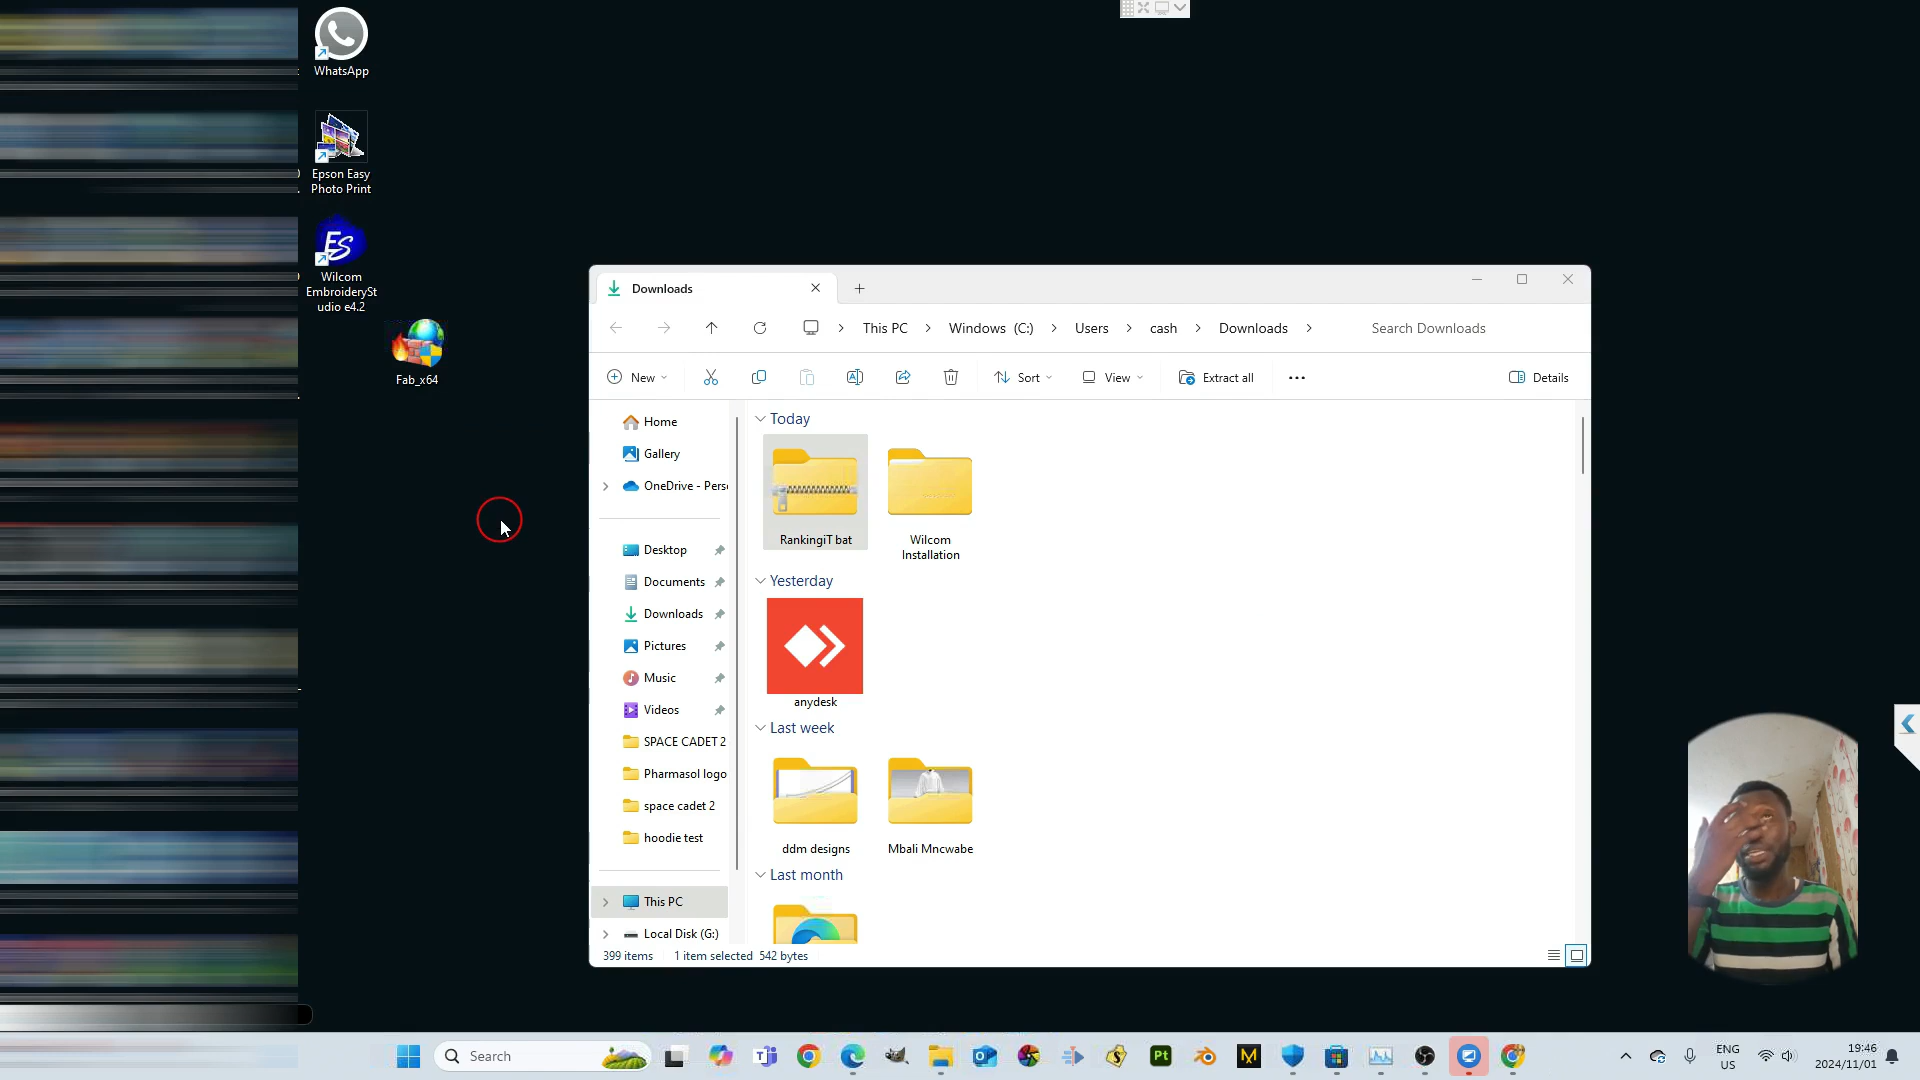 WhatsApp
Epson Easy
Photo Print
ES
Wilcom
EmbroiderySt
udio e4.2
Fab_x64
Downloads
This PC
Windows (C:)
Users
cash
Downloads
Search Downloads
New
Sort
View
Extract all
Details
Home
Gallery
OneDrive - Pers
Desktop
Documents
Downloads
Pictures
Music
Videos
SPACE CADET 2
Pharmasol logo
space cadet 2
hoodie test
This PC
Local Disk (G:)
Today
RankingiT bat
Wilcom
Installation
Yesterday
anydesk
Last week
ddm designs
Mbali Mncwabe
Last month
399 items
1 item selected 542 bytes
Search
Pt
ENG
US
19:46
2024/11/01